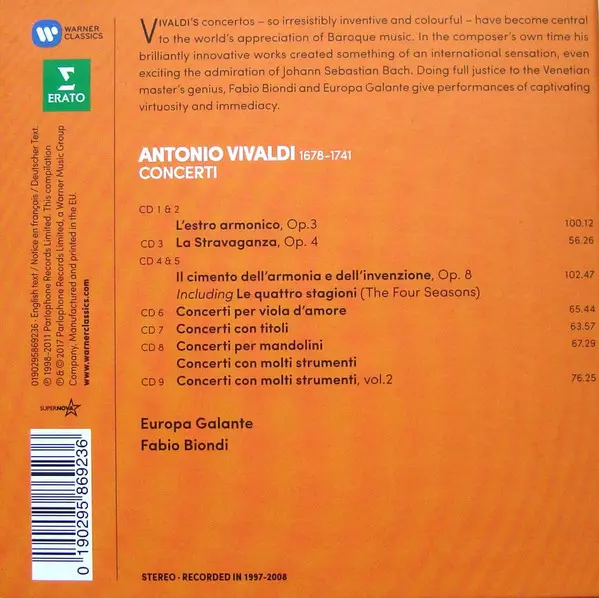 WARNER
CLASSICS
ERATO
VIVALDI'S concertos – so irresistibly inventive and colourful – have become central
to the world's appreciation of Baroque music. In the composer's own time his
brilliantly innovative works created something of an international sensation, even
exciting the admiration of Johann Sebastian Bach. Doing full justice to the Venetian
master's genius, Fabio Biondi and Europa Galante give performances of captivating
virtuosity and immediacy.
ANTONIO VIVALDI 1678–1741
CONCERTI
CD 1 & 2
L'estro armonico, Op.3 100.12
CD 3 La Stravaganza, Op. 4 56.26
CD 4 & 5
Il cimento dell'armonia e dell'invenzione, Op. 8 102.47
Including Le quattro stagioni (The Four Seasons)
CD 6 Concerti per viola d'amore 65.44
CD 7 Concerti con titoli 63.57
CD 8 Concerti per mandolini 67.29
Concerti con molti strumenti
CD 9 Concerti con molti strumenti, vol.2 76.25
Europa Galante
Fabio Biondi
STEREO · RECORDED IN 1997-2008
0190295869236 · English text / Notice en français / Deutscher Text.
℗ 1998-2011 Parlophone Records Limited. This compilation
℗ & © 2017 Parlophone Records Limited, a Warner Music Group
Company. Manufactured and printed in the EU.
www.warnerclassics.com
SUPERNOVA
0 190295 869236